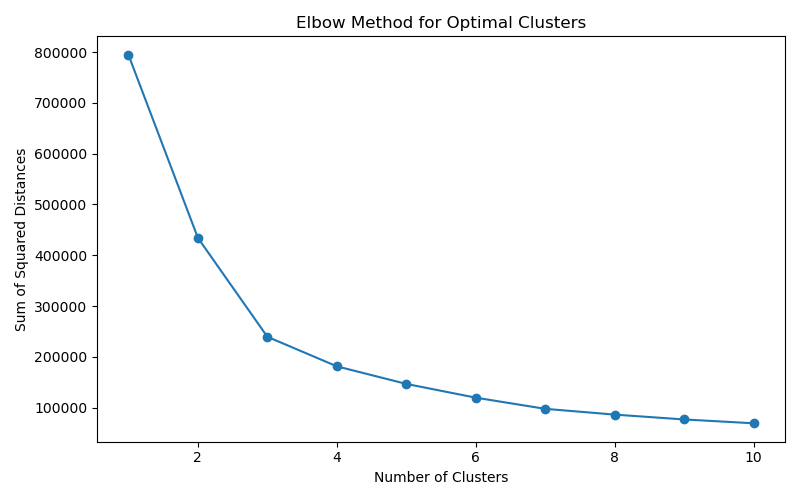 Elbow Method for Optimal Clusters
Sum of Squared Distances
800000
700000
600000
500000
400000
300000
200000
100000
2 4 6 8 10
Number of Clusters